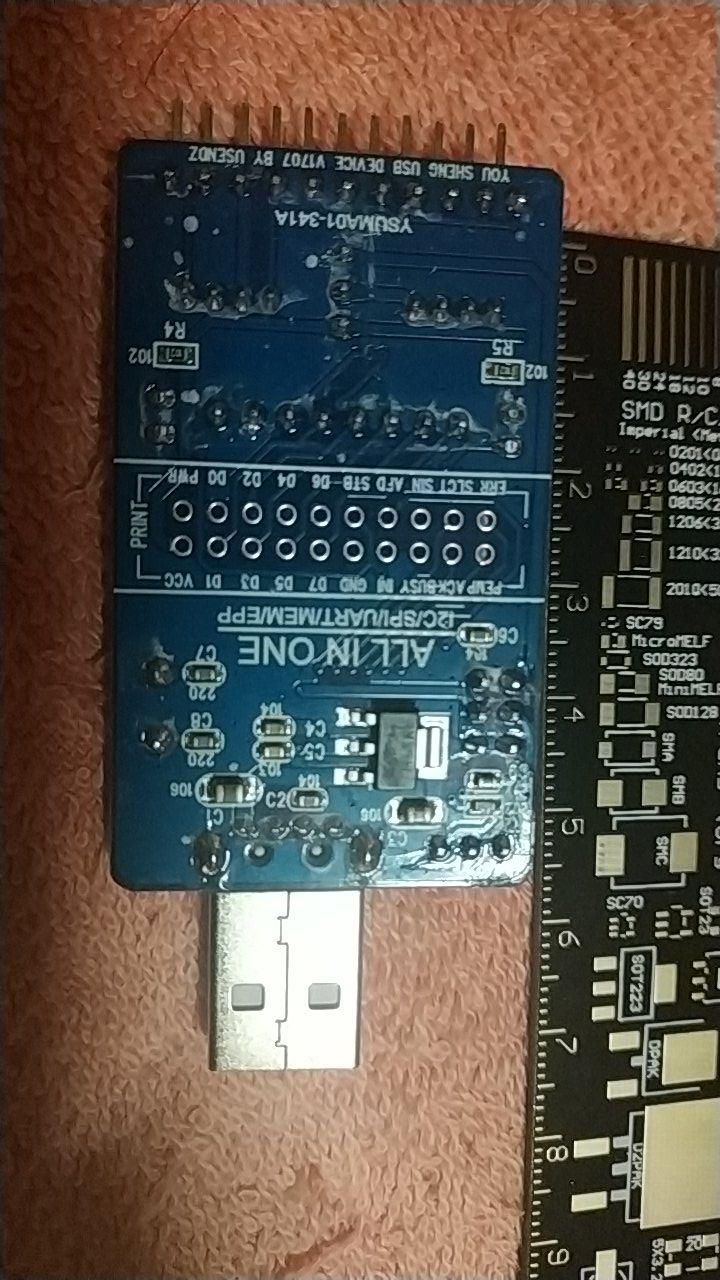 YOU SHENG USB DEVICE V1707 BY USENDZ
YSUMA01-341A
R4
102
R5
102
ERR SLCT SIN AFD STB D6 D4 D2 D0 PWR
PRINT
PEMP ACK BUSY INI GND D7 D5 D3 D1 VCC
I2C/SPI/UART/MEM/EPP
ALL IN ONE
C6
104
C7
220
C8
220
104
C4
C5
103
106
C1
C2
104
106
C3
0
1
2
3
4
5
6
7
8
9
SMD R/C
Imperial
0201
0402
0603
0805
1206
1210
2010
SC79
MicroMELF
SOD323
SOD80
MiniMELF
SOD128
SMA
SMB
SMC
SC70
SOT23
SOT223
DPAK
D2PAK